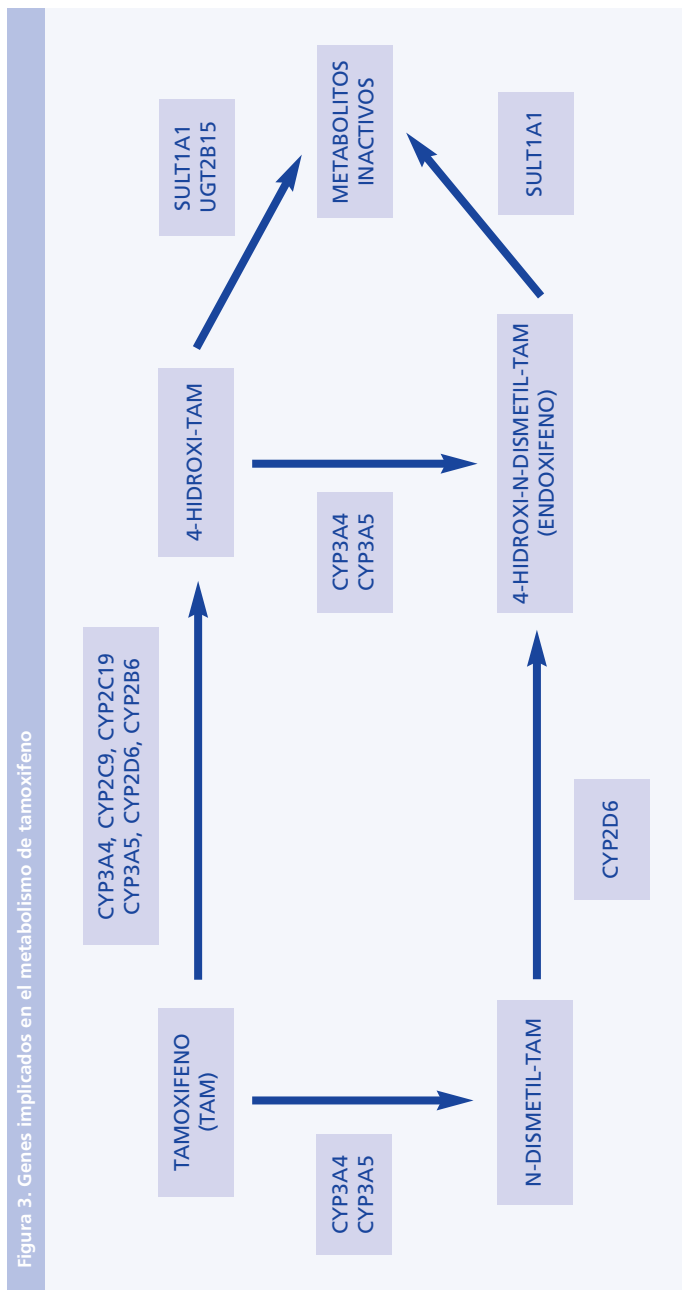 Figura 3. Genes implicados en el metabolismo de tamoxifeno
CYP3A4, CYP2C9, CYP2C19
CYP3A5, CYP2D6, CYP2B6
TAMOXIFENO
(TAM)
4-HIDROXI-TAM
SULT1A1
UGT2B15
CYP3A4
CYP3A5
CYP3A4
CYP3A5
METABOLITOS
INACTIVOS
N-DISMETIL-TAM
4-HIDROXI-N-DISMETIL-TAM
(ENDOXIFENO)
SULT1A1
CYP2D6